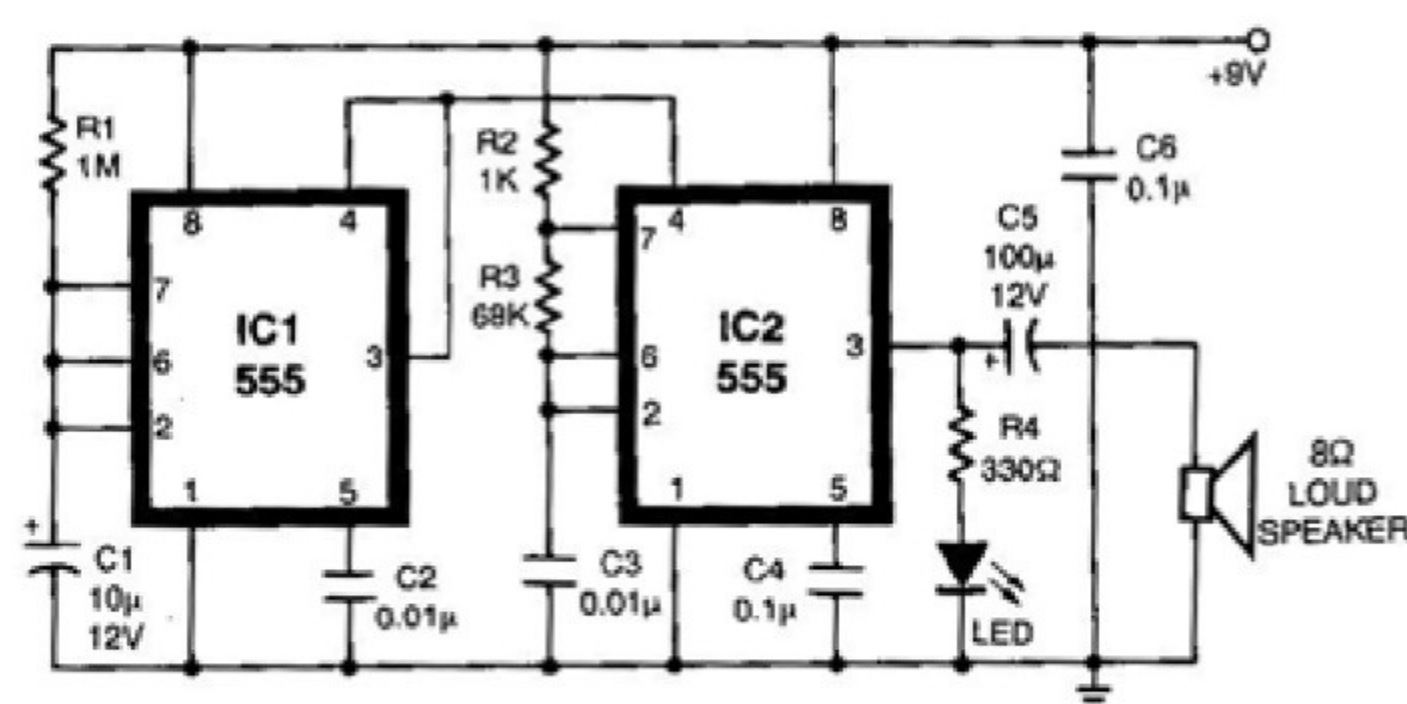 +9V
R1
1M
R2
1K
C6
0.1µ
8
4
4
8
7
C5
100µ
12V
7
R3
68K
IC1
555
IC2
555
6
3
6
3
+
2
2
R4
330Ω
1
5
1
5
8Ω
LOUD
SPEAKER
+
C1
10µ
12V
C2
0.01µ
C3
0.01µ
C4
0.1µ
LED